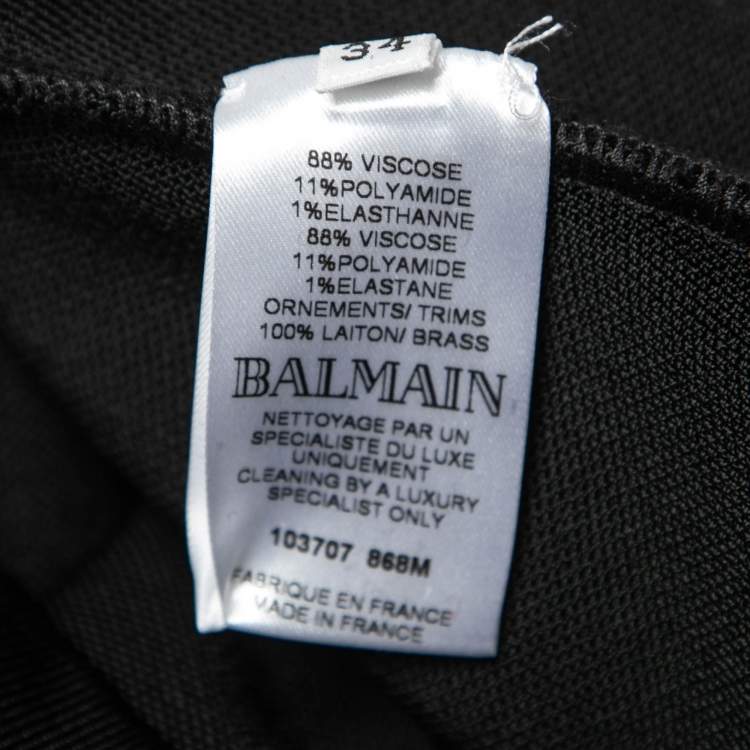 34
88% VISCOSE
11%POLYAMIDE
1%ELASTHANNE
88% VISCOSE
11%POLYAMIDE
1%ELASTANE
ORNEMENTS/ TRIMS
100% LAITON/ BRASS
BALMAIN
NETTOYAGE PAR UN
SPECIALISTE DU LUXE
UNIQUEMENT
CLEANING BY A LUXURY
SPECIALIST ONLY
103707 868M
FABRIQUE EN FRANCE
MADE IN FRANCE